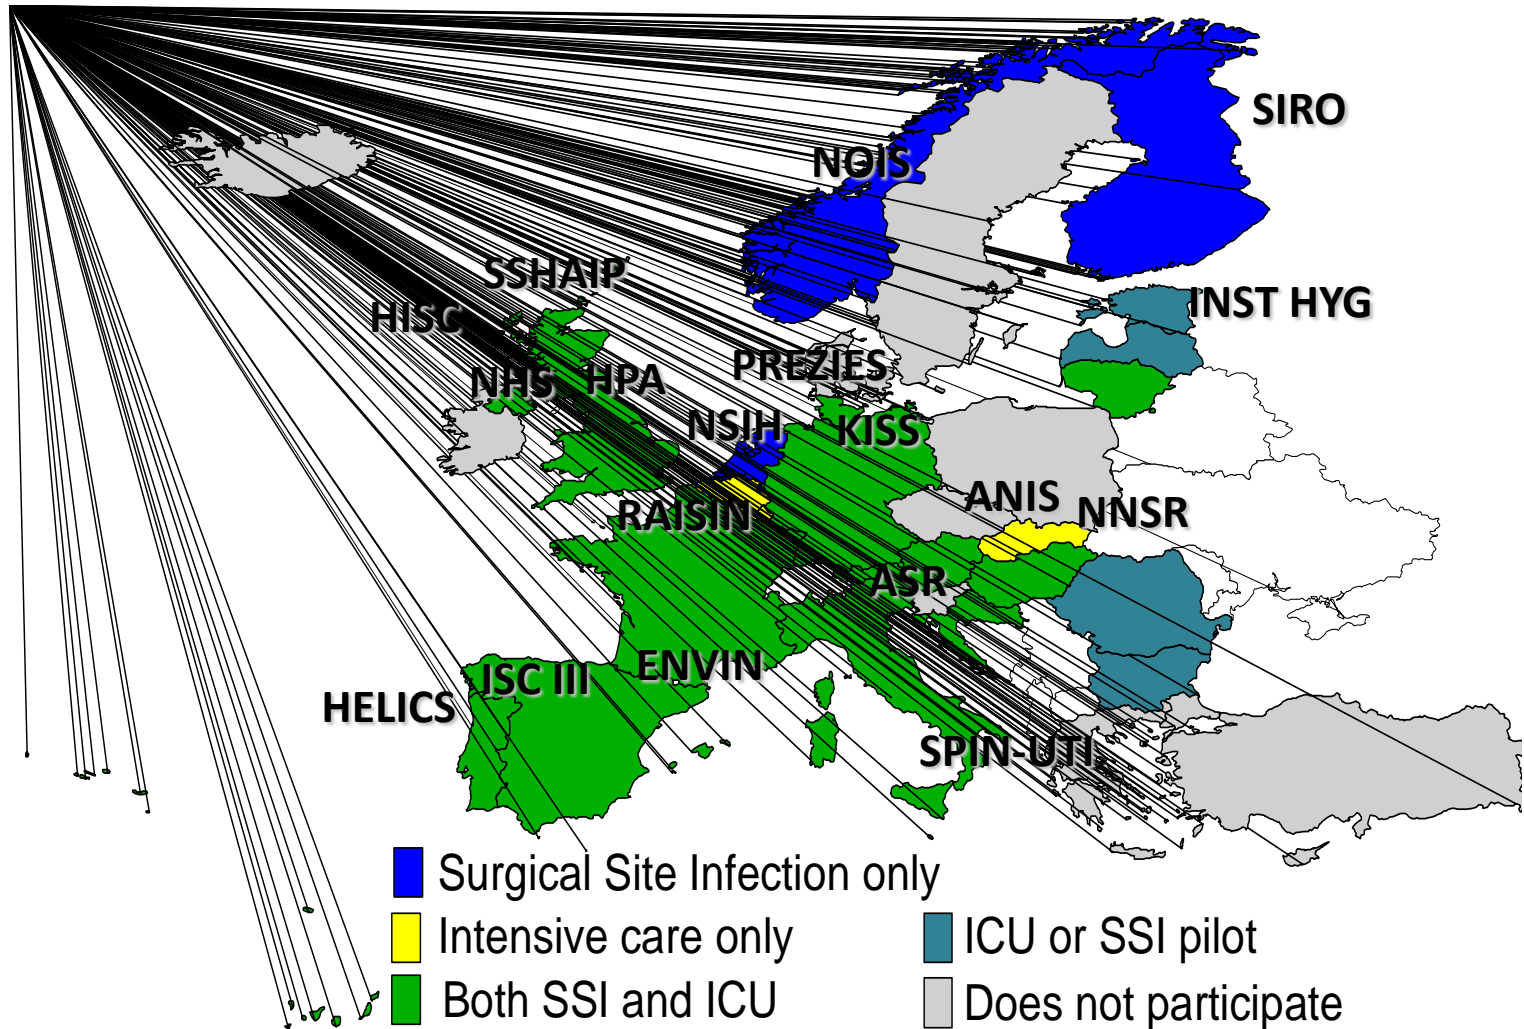 SIRO
NOIS
SSHAIP
HISC
INST HYG
PREZIES
NHS
HPA
NSIH
KISS
RAISIN
ANIS
NNSR
ASR
ISC III
ENVIN
HELICS
SPIN-UTI
Surgical Site Infection only
Intensive care only
ICU or SSI pilot
Both SSI and ICU
Does not participate